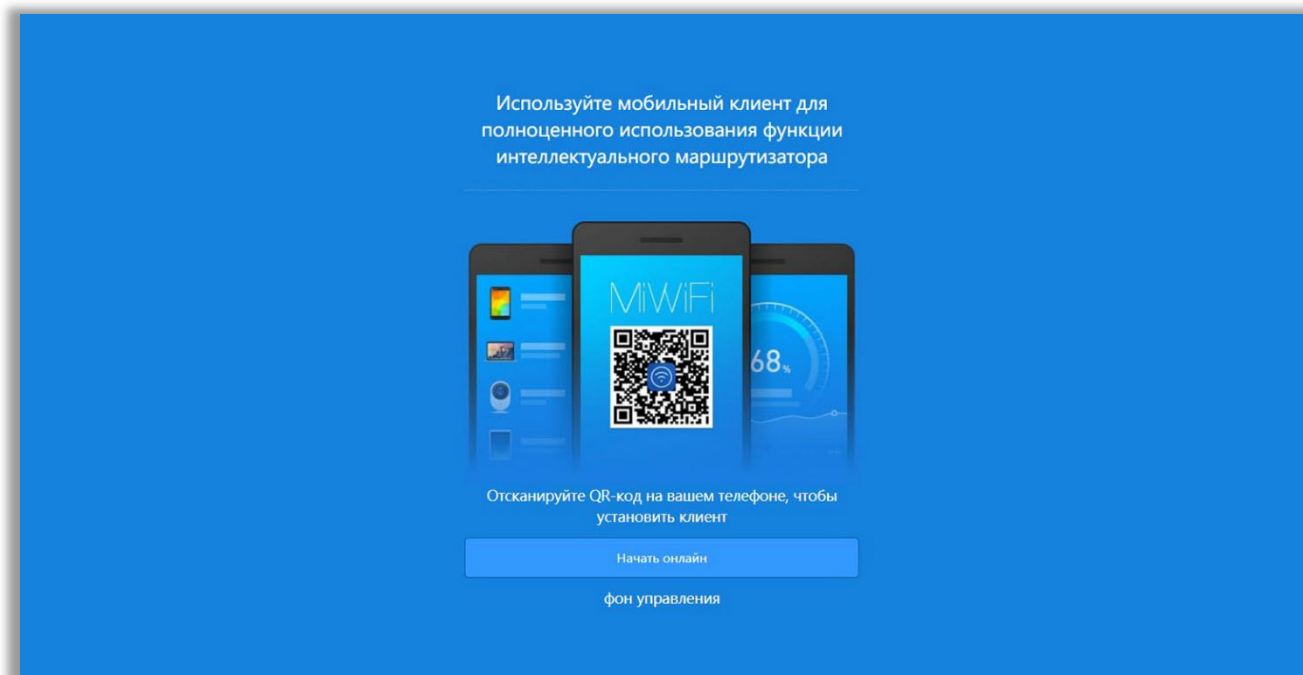 Используйте мобильный клиент для
полноценного использования функции
интеллектуального маршрутизатора
MiWiFi
68%
Отсканируйте QR-код на вашем телефоне, чтобы
установить клиент
Начать онлайн
фон управления